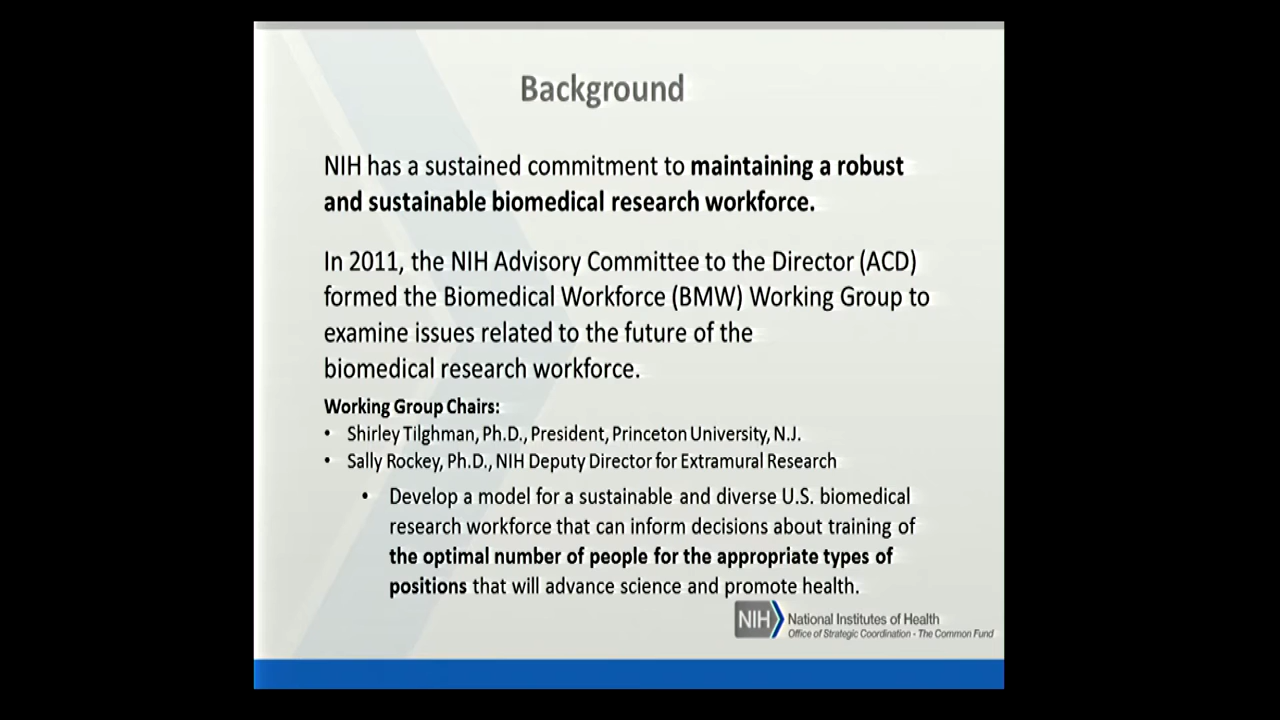 Background
NIH has a sustained commitment to maintaining a robust
and sustainable biomedical research workforce.
In 2011, the NIH Advisory Committee to the Director (ACD)
formed the Biomedical Workforce (BMW) Working Group to
examine issues related to the future of the
biomedical research workforce.
Working Group Chairs:
• Shirley Tilghman, Ph.D., President, Princeton University, N.J.
• Sally Rockey, Ph.D., NIH Deputy Director for Extramural Research
• Develop a model for a sustainable and diverse U.S. biomedical
research workforce that can inform decisions about training of
the optimal number of people for the appropriate types of
positions that will advance science and promote health.
NIH National Institutes of Health
Office of Strategic Coordination - The Common Fund